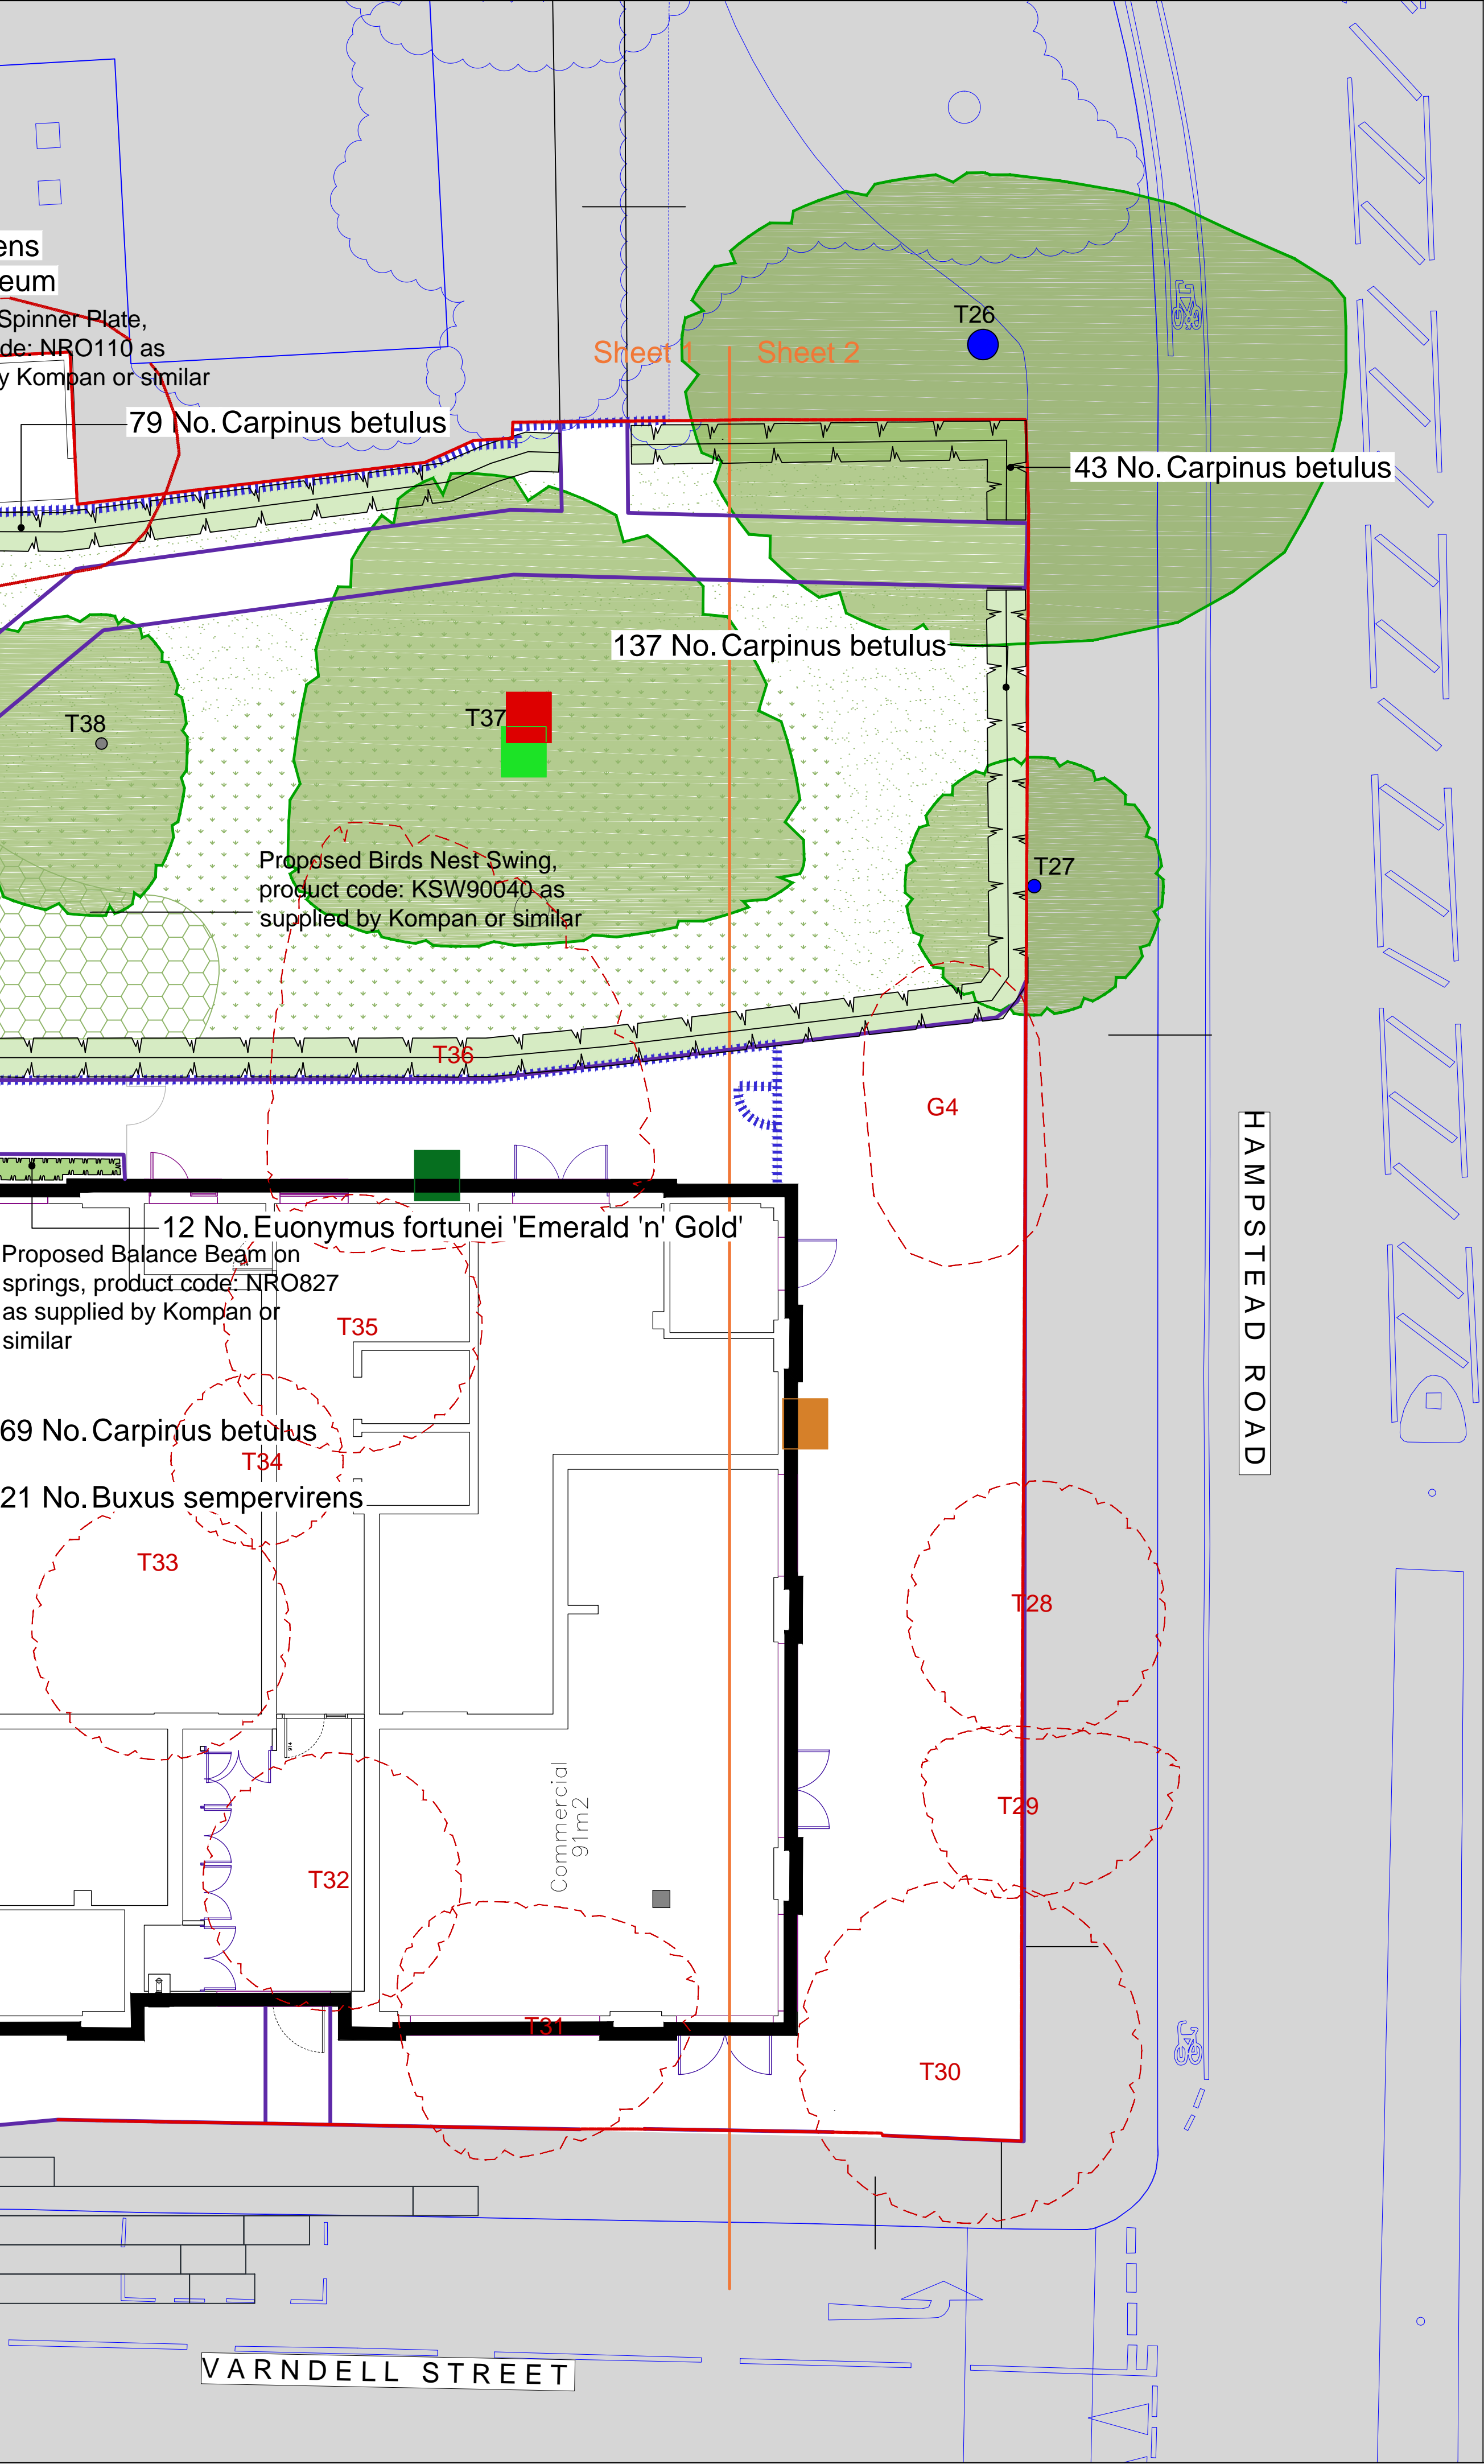 ens
eum
Spinner Plate,
de: NRO110 as
y Kompan or similar
79 No. Carpinus betulus
Sheet 1
Sheet 2
T26
43 No. Carpinus betulus
137 No. Carpinus betulus
T38
T37
T27
Proposed Birds Nest Swing,
product code: KSW90040 as
supplied by Kompan or similar
T36
G4
HAMPSTEAD ROAD
12 No. Euonymus fortunei 'Emerald 'n' Gold'
Proposed Balance Beam on
springs, product code: NRO827
as supplied by Kompan or
similar
T35
69 No. Carpinus betulus
T34
21 No. Buxus sempervirens
T33
T28
T29
Commercial
91m2
T32
T31
T30
VARNDELL STREET